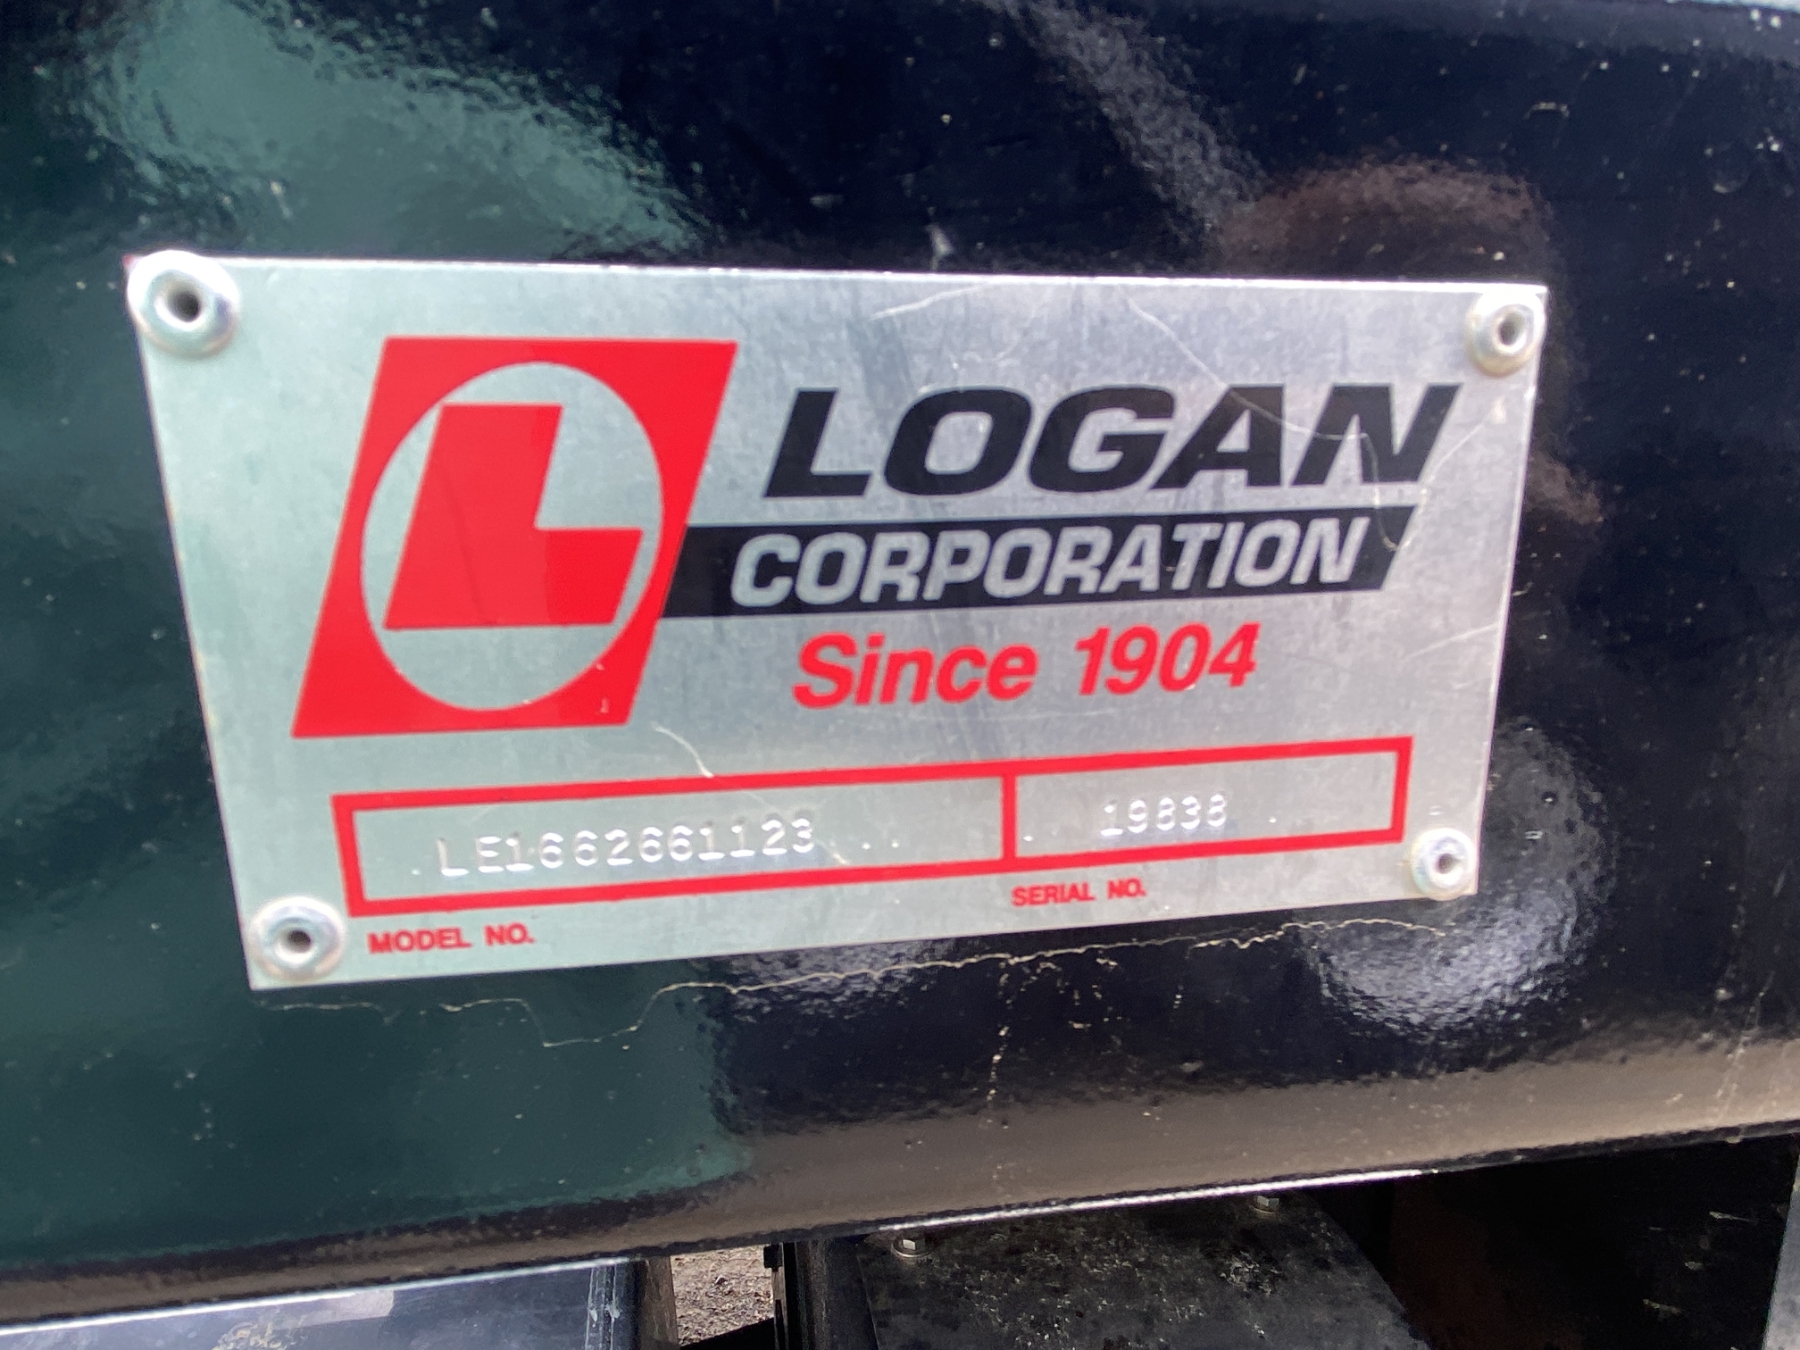 L LOGAN
CORPORATION
Since 1904
LE1662661123 19838
MODEL NO. SERIAL NO.